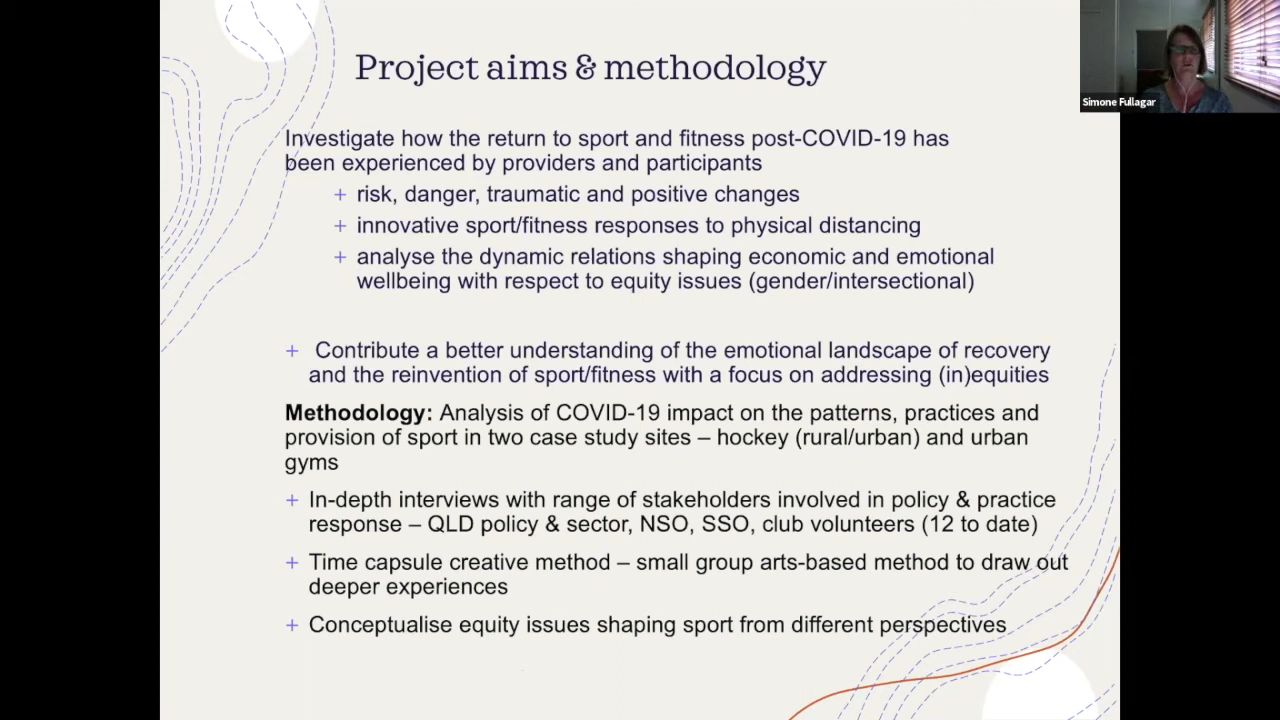 Project aims & methodology
Simone Fullagar
Investigate how the return to sport and fitness post-COVID-19 has
been experienced by providers and participants
+ risk, danger, traumatic and positive changes
+ innovative sport/fitness responses to physical distancing
+ analyse the dynamic relations shaping economic and emotional
wellbeing with respect to equity issues (gender/intersectional)
+ Contribute a better understanding of the emotional landscape of recovery
and the reinvention of sport/fitness with a focus on addressing (in)equities
Methodology: Analysis of COVID-19 impact on the patterns, practices and
provision of sport in two case study sites – hockey (rural/urban) and urban
gyms
+ In-depth interviews with range of stakeholders involved in policy & practice
response – QLD policy & sector, NSO, SSO, club volunteers (12 to date)
+ Time capsule creative method – small group arts-based method to draw out
deeper experiences
+ Conceptualise equity issues shaping sport from different perspectives